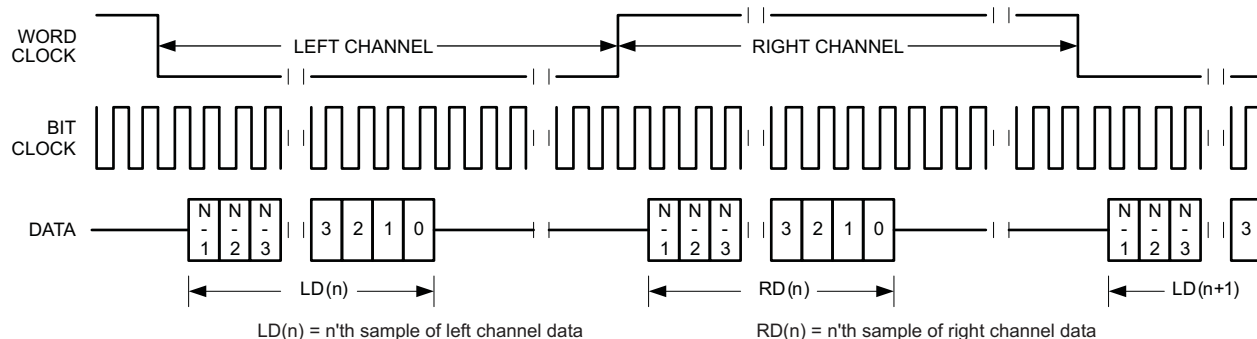 WORD
CLOCK
LEFT CHANNEL
RIGHT CHANNEL
BIT
CLOCK
DATA
N-1 N-2 N-3 3 2 1 0 N-1 N-2 N-3 3 2 1 0 N-1 N-2 N-3 3
LD(n) RD(n) LD(n+1)
LD(n) = n'th sample of left channel data
RD(n) = n'th sample of right channel data